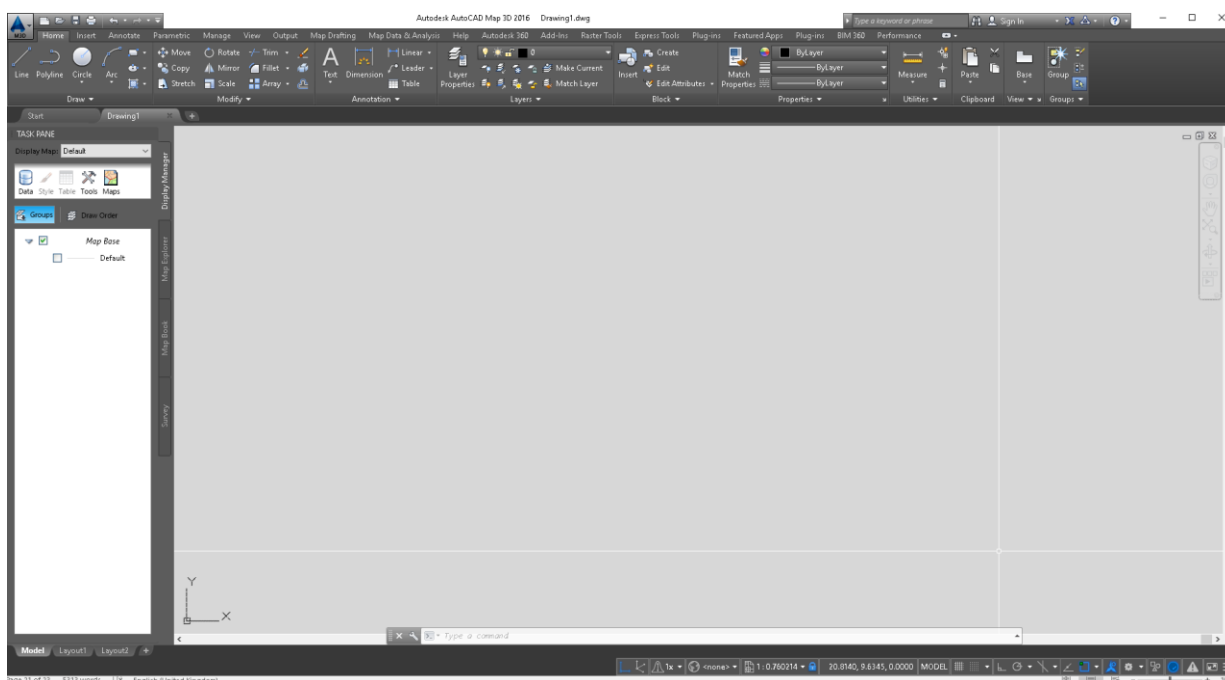 Autodesk AutoCAD Map 3D 2016 Drawing1.dwg
Type a keyword or phrase
Sign In
M3D
Home Insert Annotate Parametric Manage View Output Map Drafting Map Data & Analysis Help Autodesk 360 Add-Ins Raster Tools Express Tools Plug-ins Featured Apps Plug-ins BIM 360 Performance
Move Rotate Trim Linear 0 Create ByLayer
Copy Mirror Fillet Leader Make Current Edit ByLayer
Stretch Scale Array Table Match Layer Edit Attributes ByLayer
Line Polyline Circle Arc Text Dimension Layer Properties Insert Match Properties Measure Paste Base Group
Draw Modify Annotation Layers Block Properties Utilities Clipboard View Groups
Start Drawing1
TASK PANE
Display Map: Default
Data Style Table Tools Maps
Groups Draw Order
Map Base
Default
Display Manager
Map Explorer
Map Book
Survey
Y
X
Type a command
Model Layout1 Layout2
1x <none> 1:0.760214 20.8140, 9.6345, 0.0000 MODEL